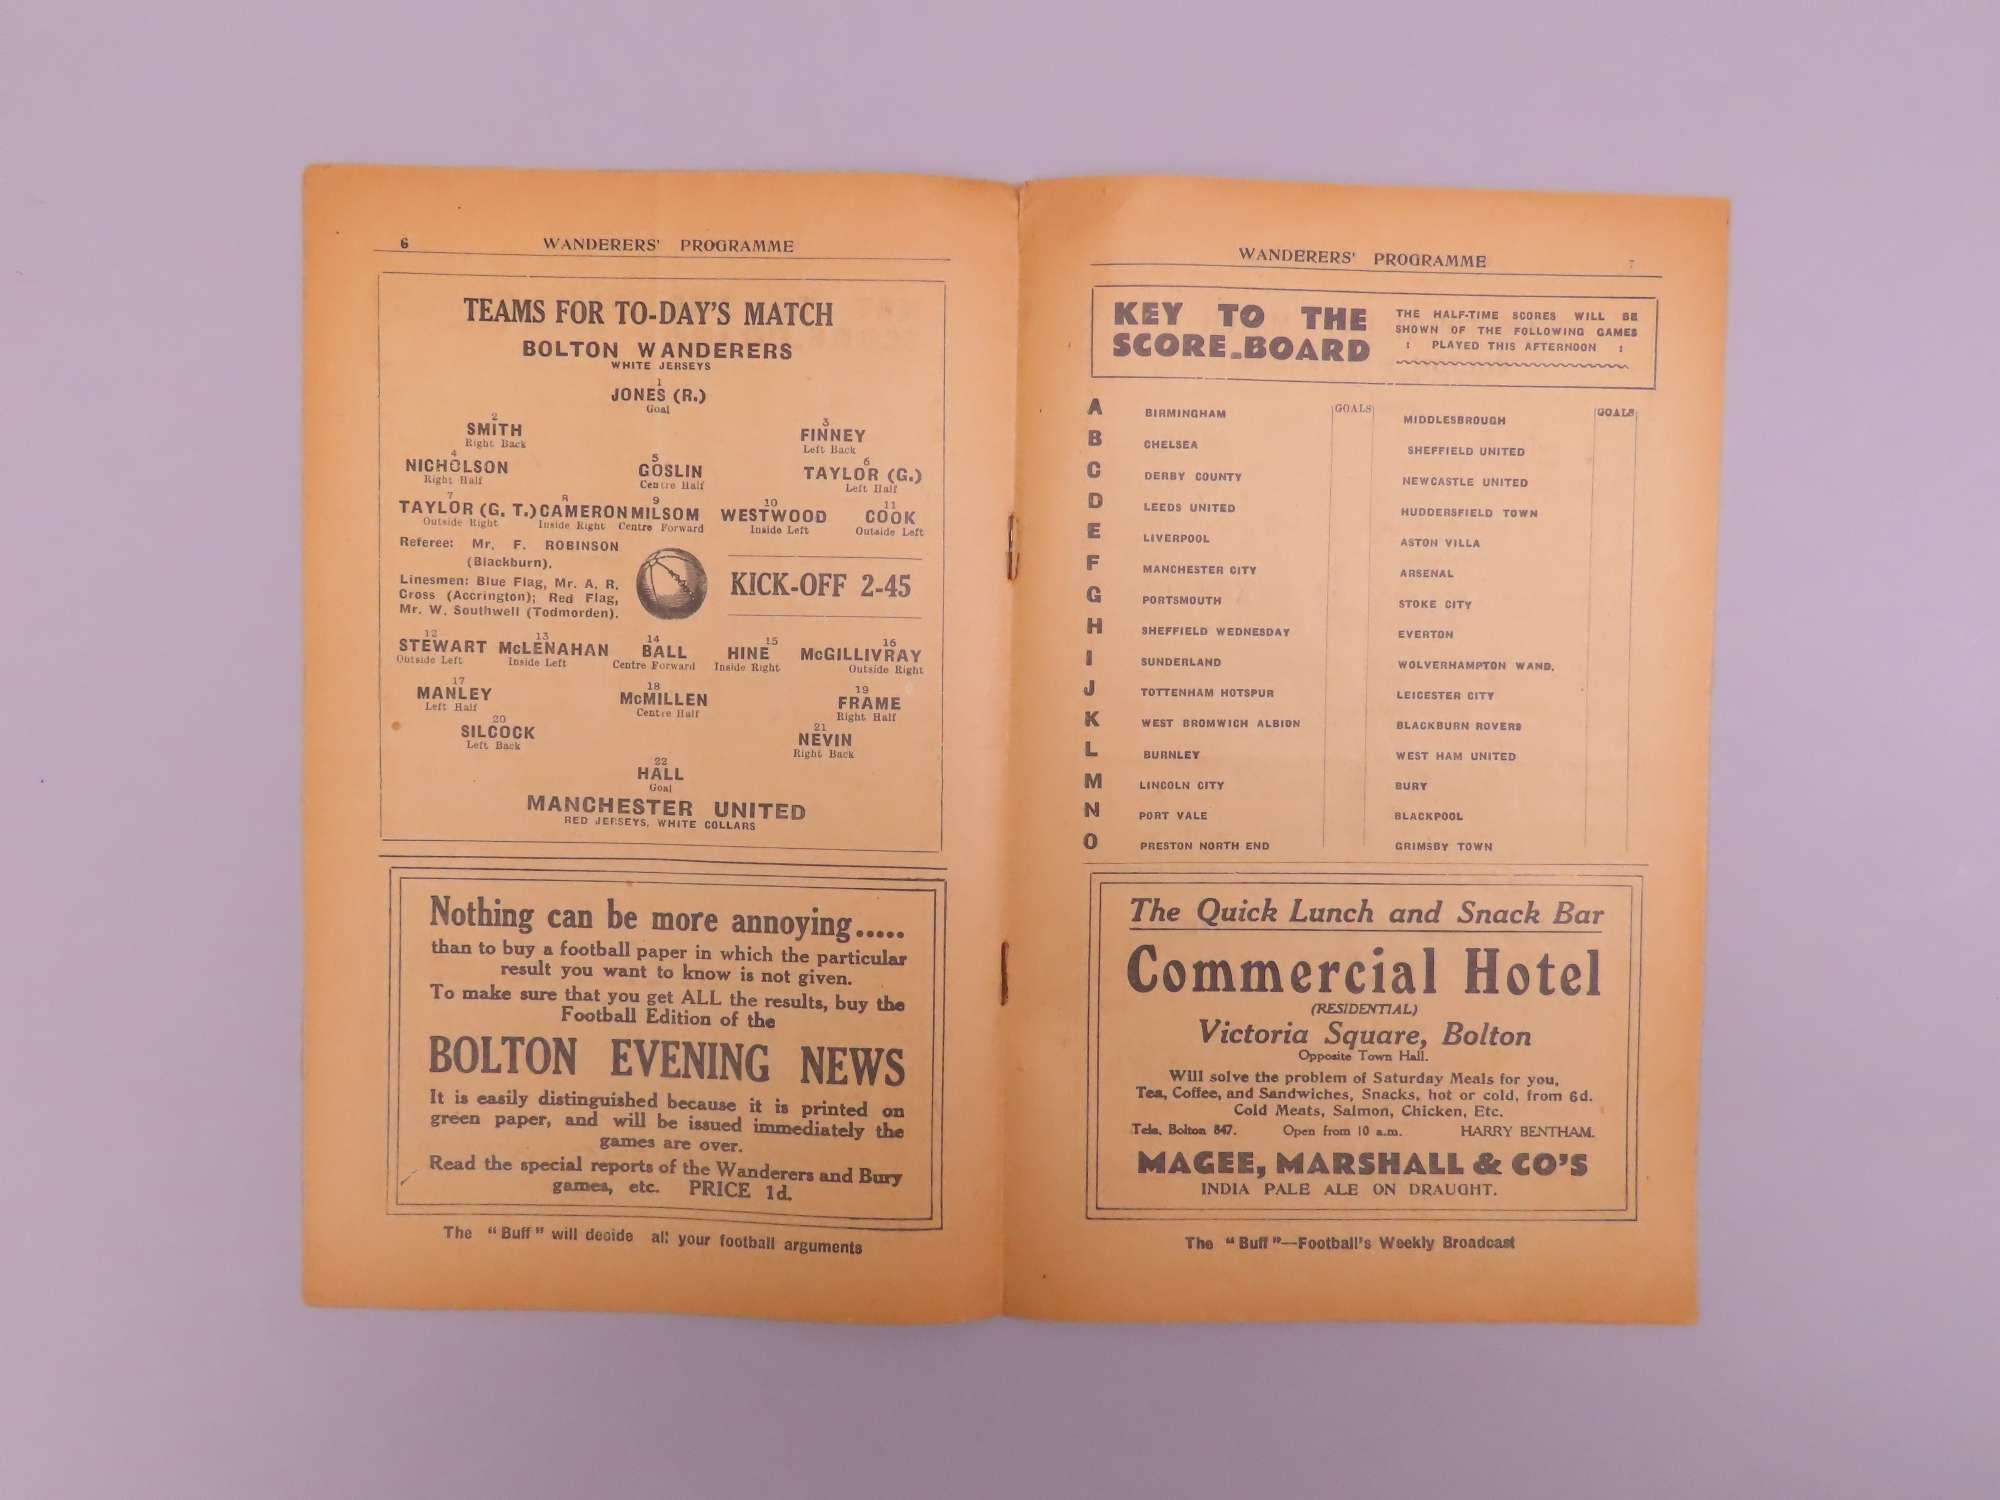 6 WANDERERS' PROGRAMME
TEAMS FOR TO-DAY'S MATCH
BOLTON WANDERERS
WHITE JERSEYS
1
JONES (R.)
Goal
2 3
SMITH FINNEY
Right Back Left Back
4 5 6
NICHOLSON GOSLIN TAYLOR (G.)
Right Half Centre Half Left Half
7 8 9 10 11
TAYLOR (G. T.) CAMERON MILSOM WESTWOOD COOK
Outside Right Inside Right Centre Forward Inside Left Outside Left
Referee: Mr. F. ROBINSON
(Blackburn).
Linesmen: Blue Flag, Mr. A. R.
Cross (Accrington); Red Flag,
Mr. W. Southwell (Todmorden).
KICK-OFF 2-45
12 13 14 15 16
STEWART McLENAHAN BALL HINE McGILLIVRAY
Outside Left Inside Left Centre Forward Inside Right Outside Right
17 18 19
MANLEY McMILLEN FRAME
Left Half Centre Half Right Half
20 21
SILCOCK NEVIN
Left Back Right Back
22
HALL
Goal
MANCHESTER UNITED
RED JERSEYS, WHITE COLLARS
Nothing can be more annoying.....
than to buy a football paper in which the particular
result you want to know is not given.
To make sure that you get ALL the results, buy the
Football Edition of the
BOLTON EVENING NEWS
It is easily distinguished because it is printed on
green paper, and will be issued immediately the
games are over.
Read the special reports of the Wanderers and Bury
games, etc. PRICE 1d.
The "Buff" will decide all your football arguments
WANDERERS' PROGRAMME 7
KEY TO THE
SCORE-BOARD
THE HALF-TIME SCORES WILL BE
SHOWN OF THE FOLLOWING GAMES
: PLAYED THIS AFTERNOON :
GOALS GOALS
A BIRMINGHAM MIDDLESBROUGH
B CHELSEA SHEFFIELD UNITED
C DERBY COUNTY NEWCASTLE UNITED
D LEEDS UNITED HUDDERSFIELD TOWN
E LIVERPOOL ASTON VILLA
F MANCHESTER CITY ARSENAL
G PORTSMOUTH STOKE CITY
H SHEFFIELD WEDNESDAY EVERTON
I SUNDERLAND WOLVERHAMPTON WAND.
J TOTTENHAM HOTSPUR LEICESTER CITY
K WEST BROMWICH ALBION BLACKBURN ROVERS
L BURNLEY WEST HAM UNITED
M LINCOLN CITY BURY
N PORT VALE BLACKPOOL
O PRESTON NORTH END GRIMSBY TOWN
The Quick Lunch and Snack Bar
Commercial Hotel
(RESIDENTIAL)
Victoria Square, Bolton
Opposite Town Hall.
Will solve the problem of Saturday Meals for you,
Tea, Coffee, and Sandwiches, Snacks, hot or cold, from 6d.
Cold Meats, Salmon, Chicken, Etc.
Tele. Bolton 847. Open from 10 a.m. HARRY BENTHAM.
MAGEE, MARSHALL & CO'S
INDIA PALE ALE ON DRAUGHT.
The "Buff"—Football's Weekly Broadcast